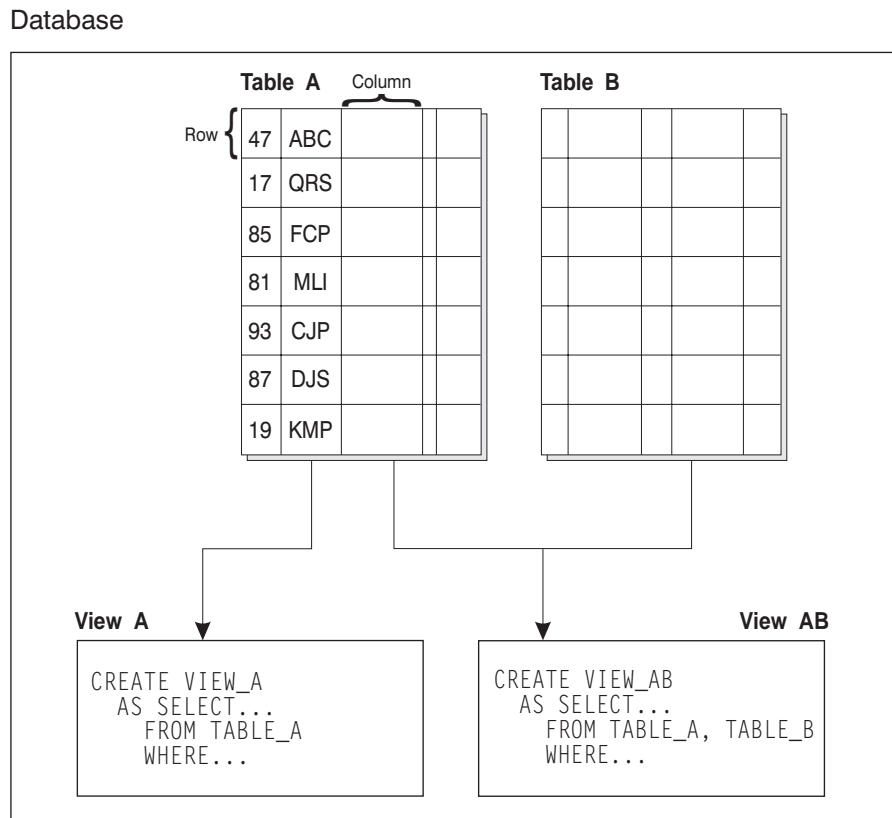 Database
Table A
Column
Table B
Row
47 ABC
17 QRS
85 FCP
81 MLI
93 CJP
87 DJS
19 KMP
View A
CREATE VIEW_A
AS SELECT...
FROM TABLE_A
WHERE...
View AB
CREATE VIEW_AB
AS SELECT...
FROM TABLE_A, TABLE_B
WHERE...